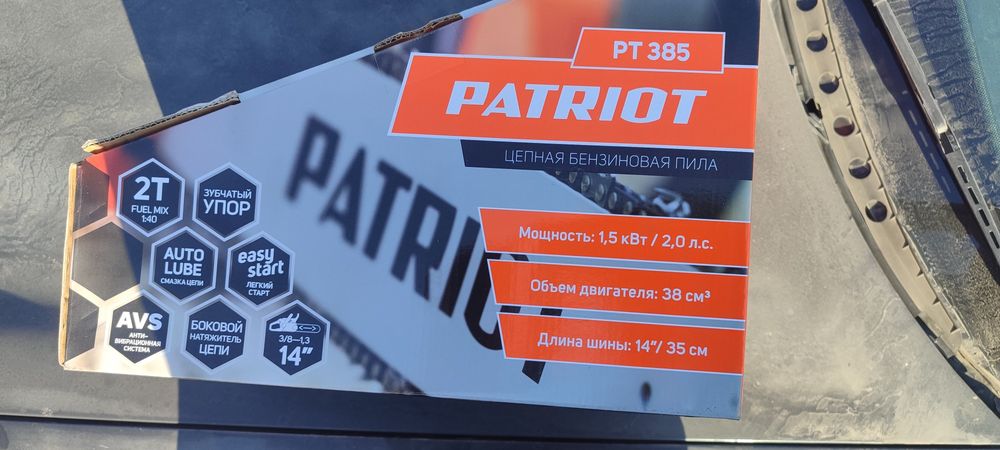 PT 385
PATRIOT
ЦЕПНАЯ БЕНЗИНОВАЯ ПИЛА
Мощность: 1,5 кВт / 2,0 л.с.
Объем двигателя: 38 см³
Длина шины: 14"/ 35 см
2T
FUEL MIX
1:40
ЗУБЧАТЫЙ
УПОР
AUTO
LUBE
СМАЗКА ЦЕПИ
easy
start
ЛЕГКИЙ
СТАРТ
AVS
АНТИ-
ВИБРАЦИОННАЯ
СИСТЕМА
БОКОВОЙ
НАТЯЖИТЕЛЬ
ЦЕПИ
3/8—1,3
14"
PATRIOT